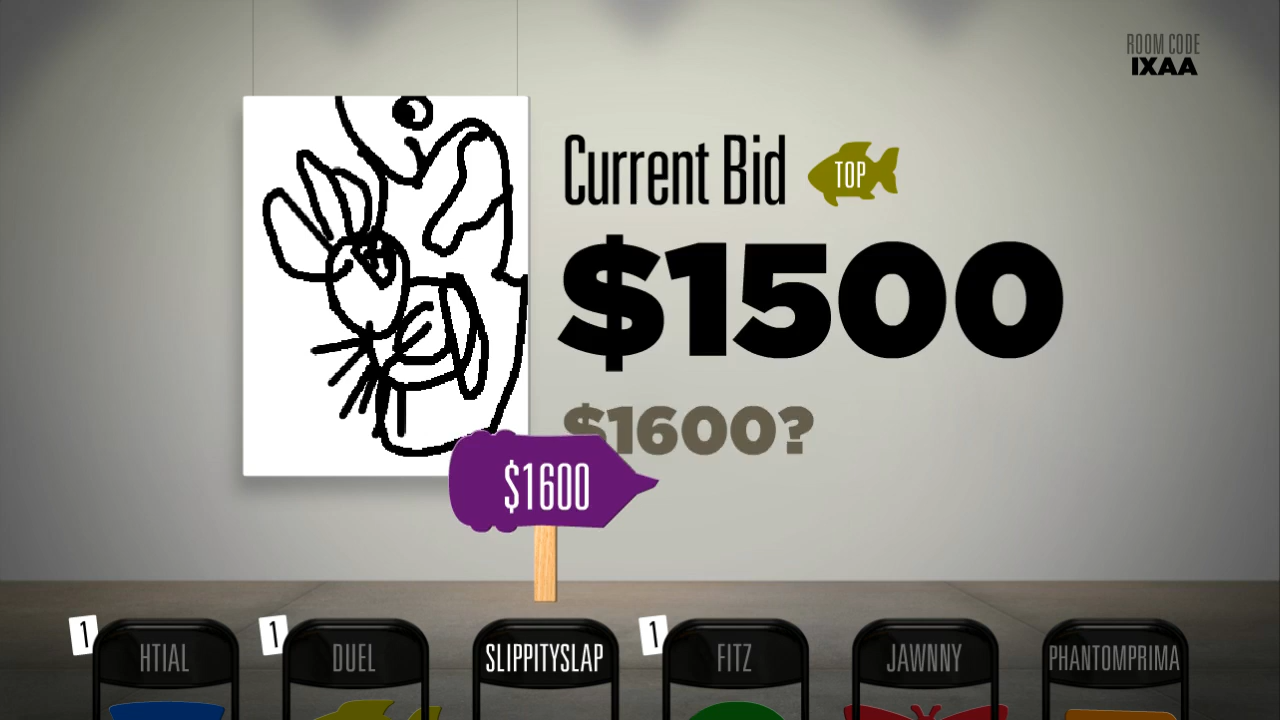 ROOM CODE
IXAA
Current Bid TOP
$1500
$1600?
$1600
1 HTIAL 1 DUEL SLIPPITYSLAP 1 FITZ JAWNNY PHANTOMPRIMA